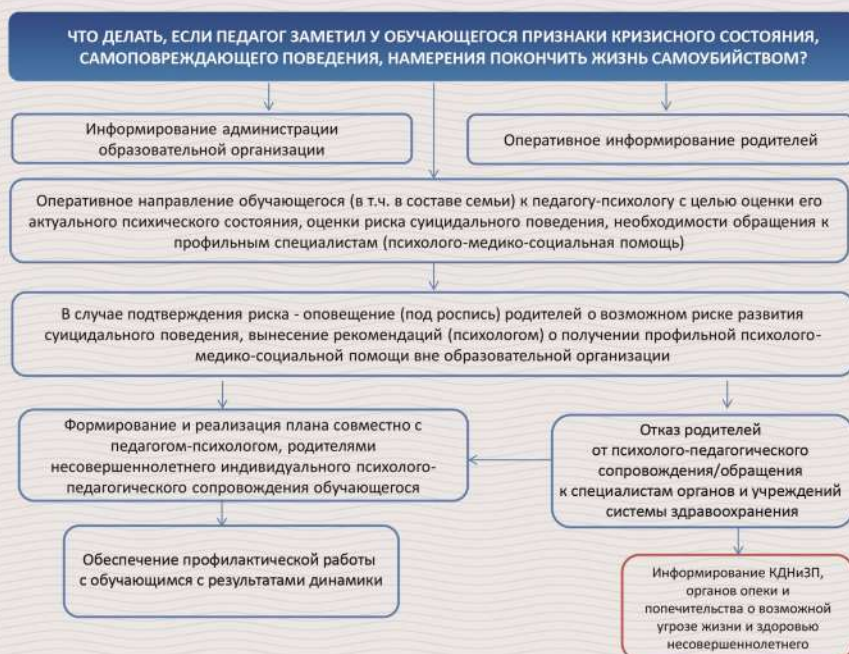 ЧТО ДЕЛАТЬ, ЕСЛИ ПЕДАГОГ ЗАМЕТИЛ У ОБУЧАЮЩЕГОСЯ ПРИЗНАКИ КРИЗИСНОГО СОСТОЯНИЯ,
САМОПОВРЕЖДАЮЩЕГО ПОВЕДЕНИЯ, НАМЕРЕНИЯ ПОКОНЧИТЬ ЖИЗНЬ САМОУБИЙСТВОМ?
Информирование администрации
образовательной организации
Оперативное информирование родителей
Оперативное направление обучающегося (в т.ч. в составе семьи) к педагогу-психологу с целью оценки его
актуального психического состояния, оценки риска суицидального поведения, необходимости обращения к
профильным специалистам (психолого-медико-социальная помощь)
В случае подтверждения риска - оповещение (под роспись) родителей о возможном риске развития
суицидального поведения, вынесение рекомендаций (психологом) о получении профильной психолого-
медико-социальной помощи вне образовательной организации
Формирование и реализация плана совместно с
педагогом-психологом, родителями
несовершеннолетнего индивидуального психолого-
педагогического сопровождения обучающегося
Отказ родителей
от психолого-педагогического
сопровождения/обращения
к специалистам органов и учреждений
системы здравоохранения
Обеспечение профилактической работы
с обучающимся с результатами динамики
Информирование КДНиЗП,
органов опеки и
попечительства о возможной
угрозе жизни и здоровью
несовершеннолетнего